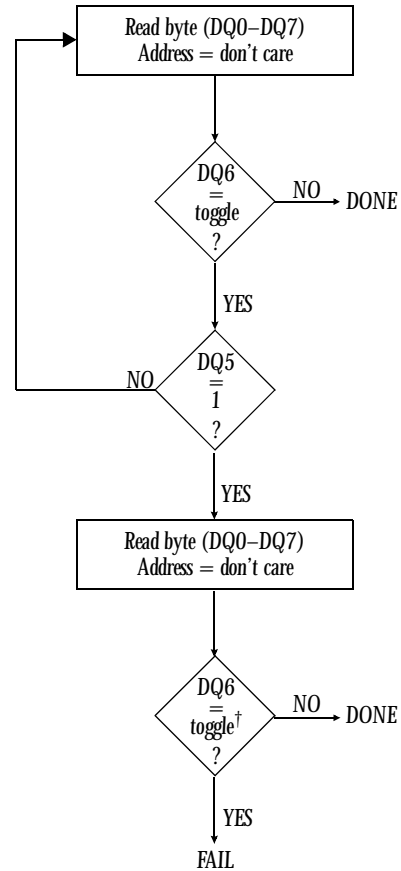 Read byte (DQ0–DQ7)
Address = don't care
DQ6
=
toggle
?
NO
DONE
YES
DQ5
=
1
?
NO
YES
Read byte (DQ0–DQ7)
Address = don't care
DQ6
=
toggle†
?
NO
DONE
YES
FAIL